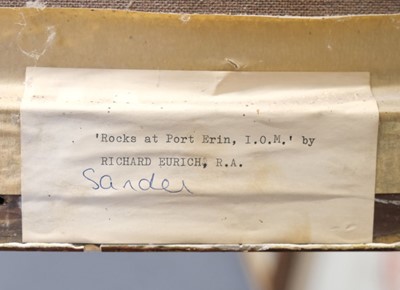 'Rocks at Port Erin, I.O.M.' by
RICHARD EURICH, R.A.
Sander